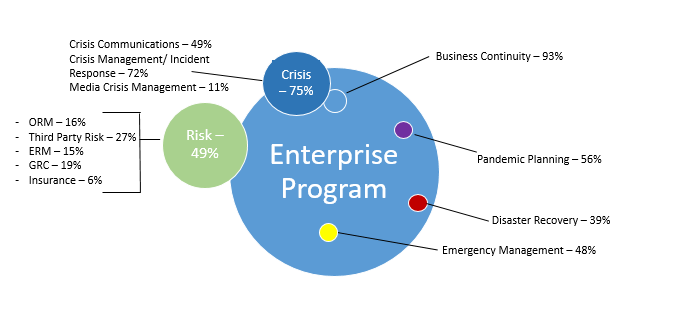 Crisis Communications – 49%
Crisis Management/ Incident
Response – 72%
Media Crisis Management – 11%
Crisis
– 75%
Business Continuity – 93%
- ORM – 16%
- Third Party Risk – 27%
- ERM – 15%
- GRC – 19%
- Insurance – 6%
Risk –
49%
Enterprise
Program
Pandemic Planning – 56%
Disaster Recovery – 39%
Emergency Management – 48%